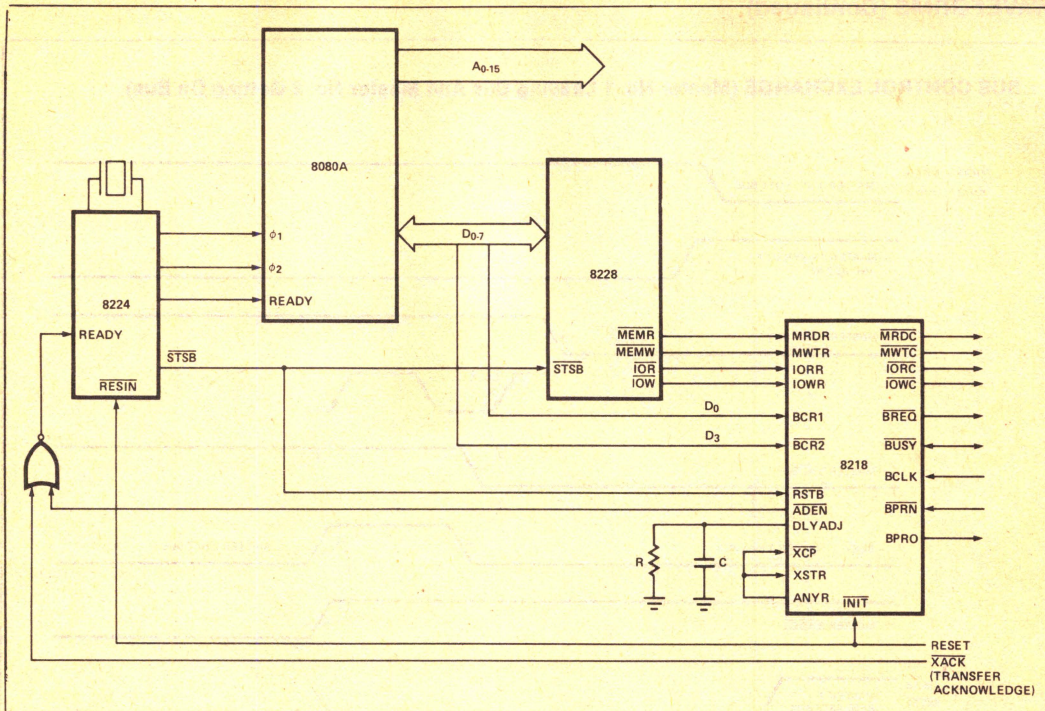 A0-15
8080A
8228
D0-7
ϕ1
ϕ2
READY
8224
READY
STSB
RESIN
MEMR
MEMW
IOR
IOW
STSB
MRDR
MWTR
IORR
IOWR
BCR1
BCR2
RSTB
ADEN
DLYADJ
XCP
XSTR
ANYR
INIT
8218
MRDC
MWTC
IORC
IOWC
BREQ
BUSY
BCLK
BPRN
BPRO
D0
D3
R
C
RESET
XACK
(TRANSFER
ACKNOWLEDGE)